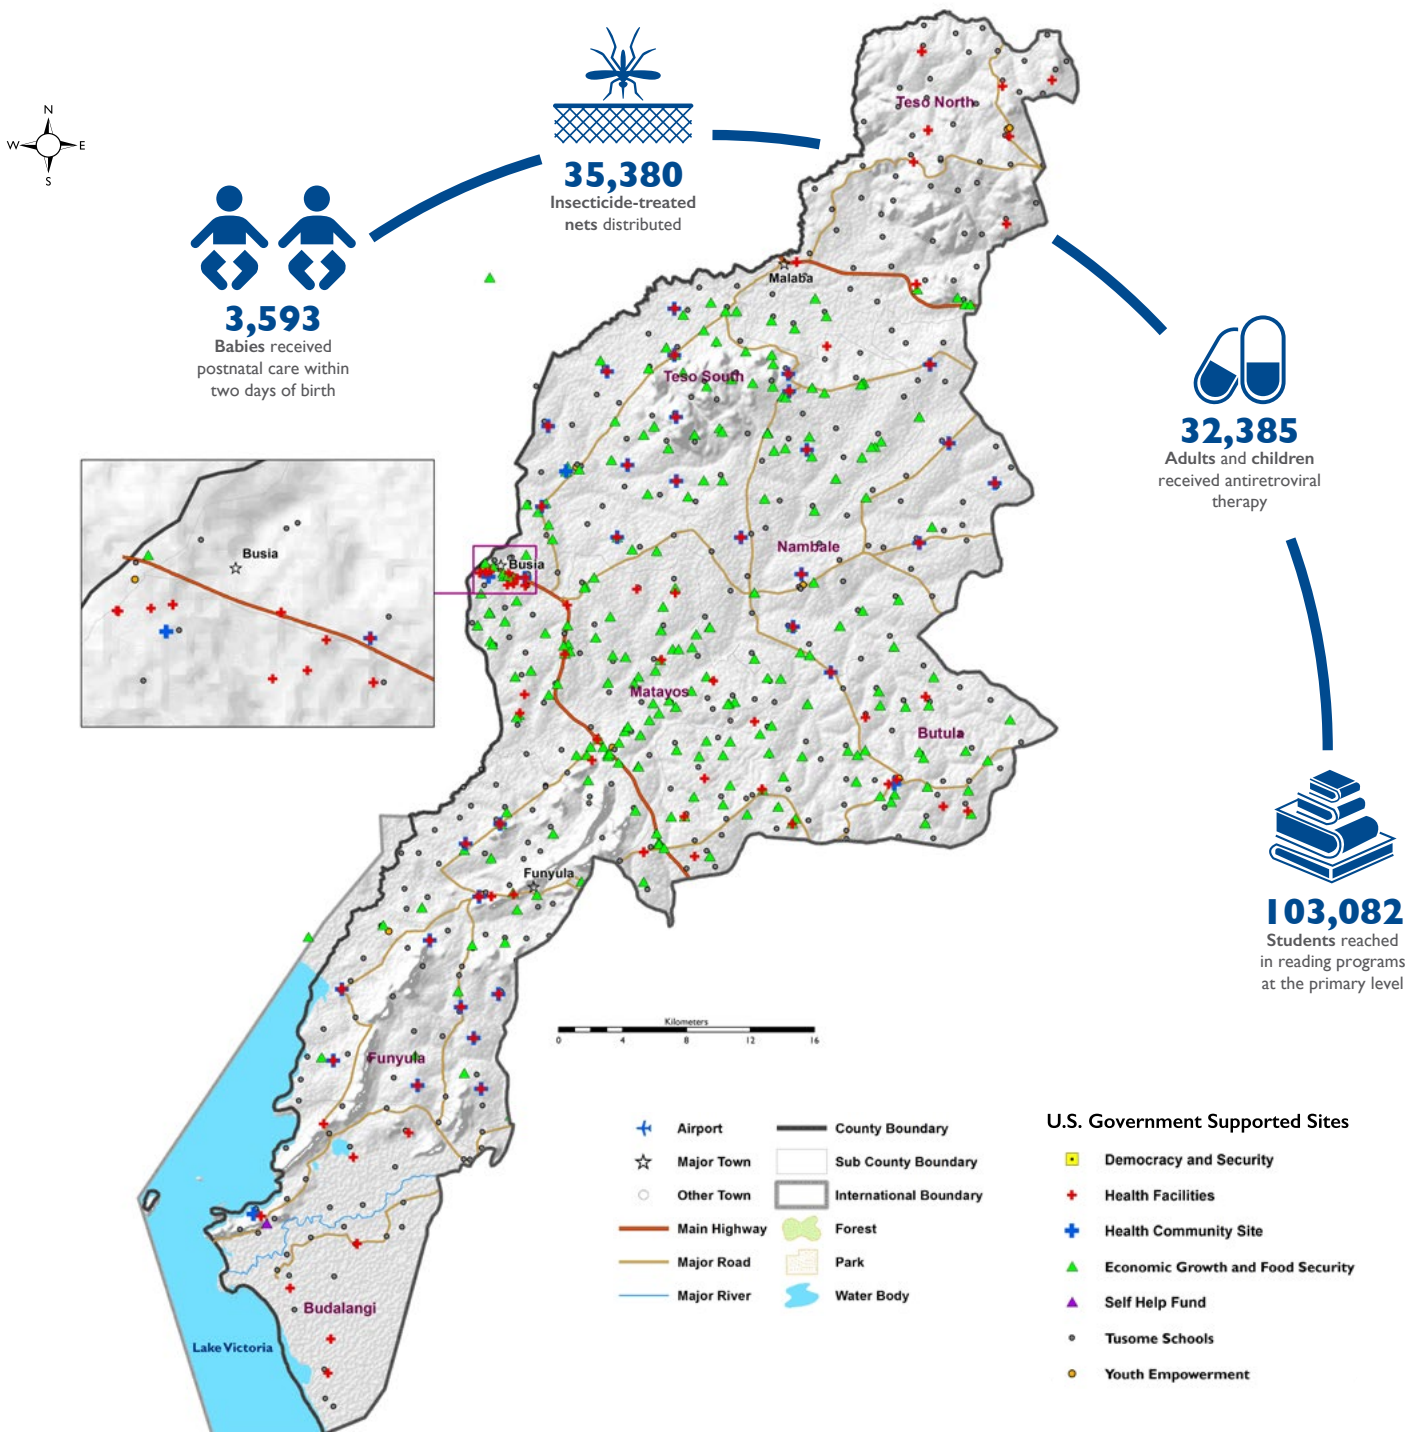 N
W
E
S
35,380
Insecticide-treated
nets distributed
3,593
Babies received
postnatal care within
two days of birth
32,385
Adults and children
received antiretroviral
therapy
103,082
Students reached
in reading programs
at the primary level
Teso North
Malaba
Teso South
Busia
Busia
Nambale
Matayos
Butula
Funyula
Funyula
Budalangi
Lake Victoria
Kilometers
0 4 8 12 16
Airport
Major Town
Other Town
Main Highway
Major Road
Major River
County Boundary
Sub County Boundary
International Boundary
Forest
Park
Water Body
U.S. Government Supported Sites
Democracy and Security
Health Facilities
Health Community Site
Economic Growth and Food Security
Self Help Fund
Tusome Schools
Youth Empowerment